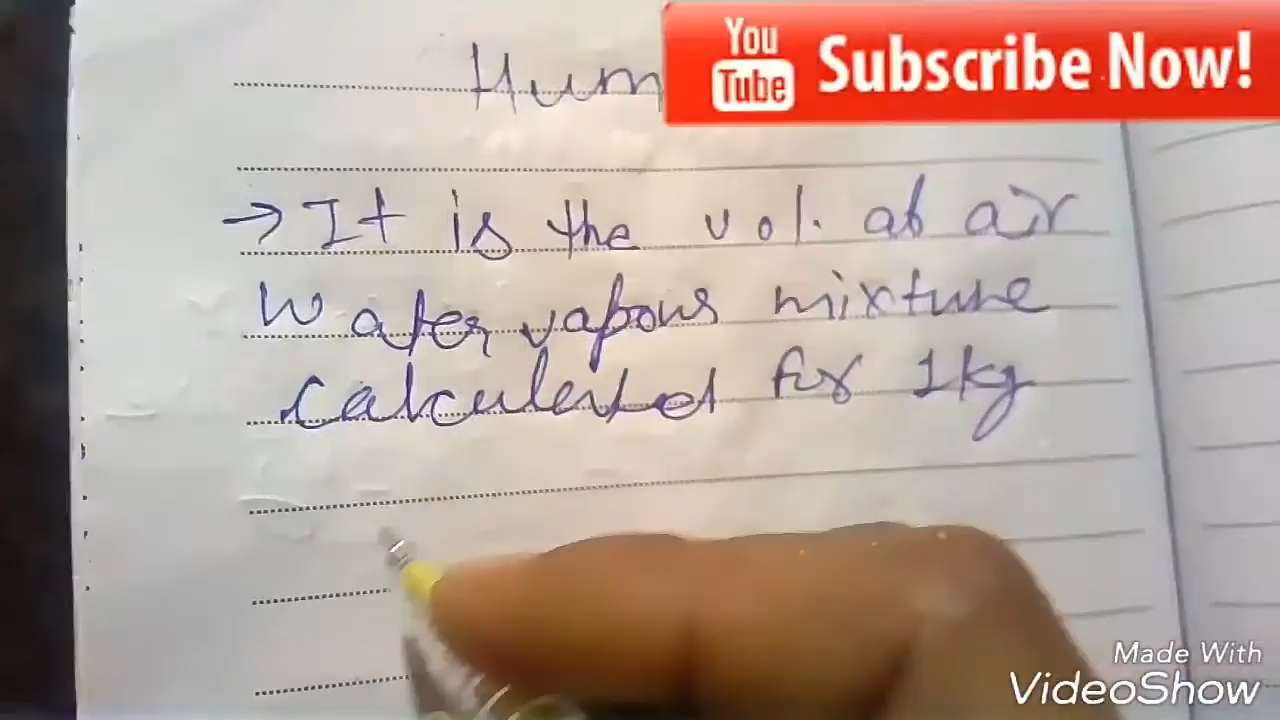 Hum
You Tube Subscribe Now!
→ It is the vol. of air
Water vapour mixture
calculated for 1kg
Made With
VideoShow